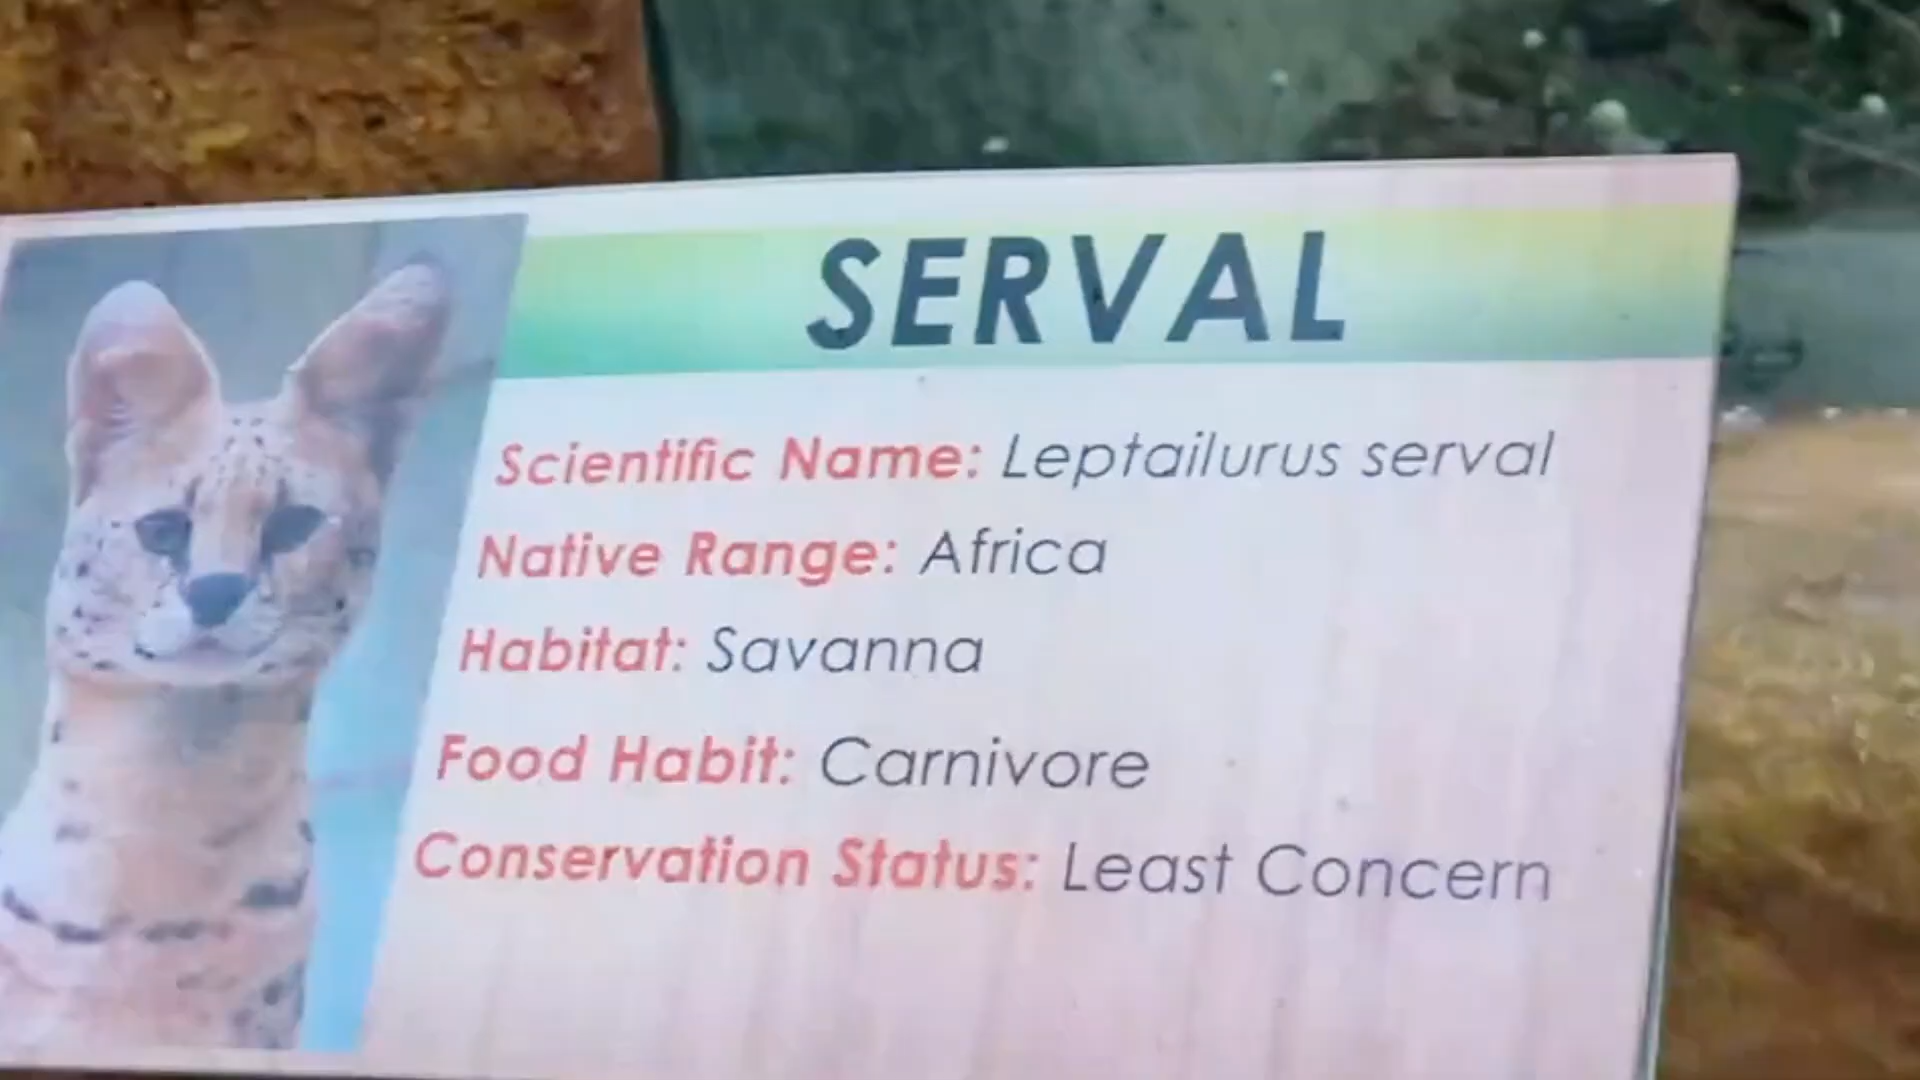 SERVAL
Scientific Name: Leptailurus serval
Native Range: Africa
Habitat: Savanna
Food Habit: Carnivore
Conservation Status: Least Concern